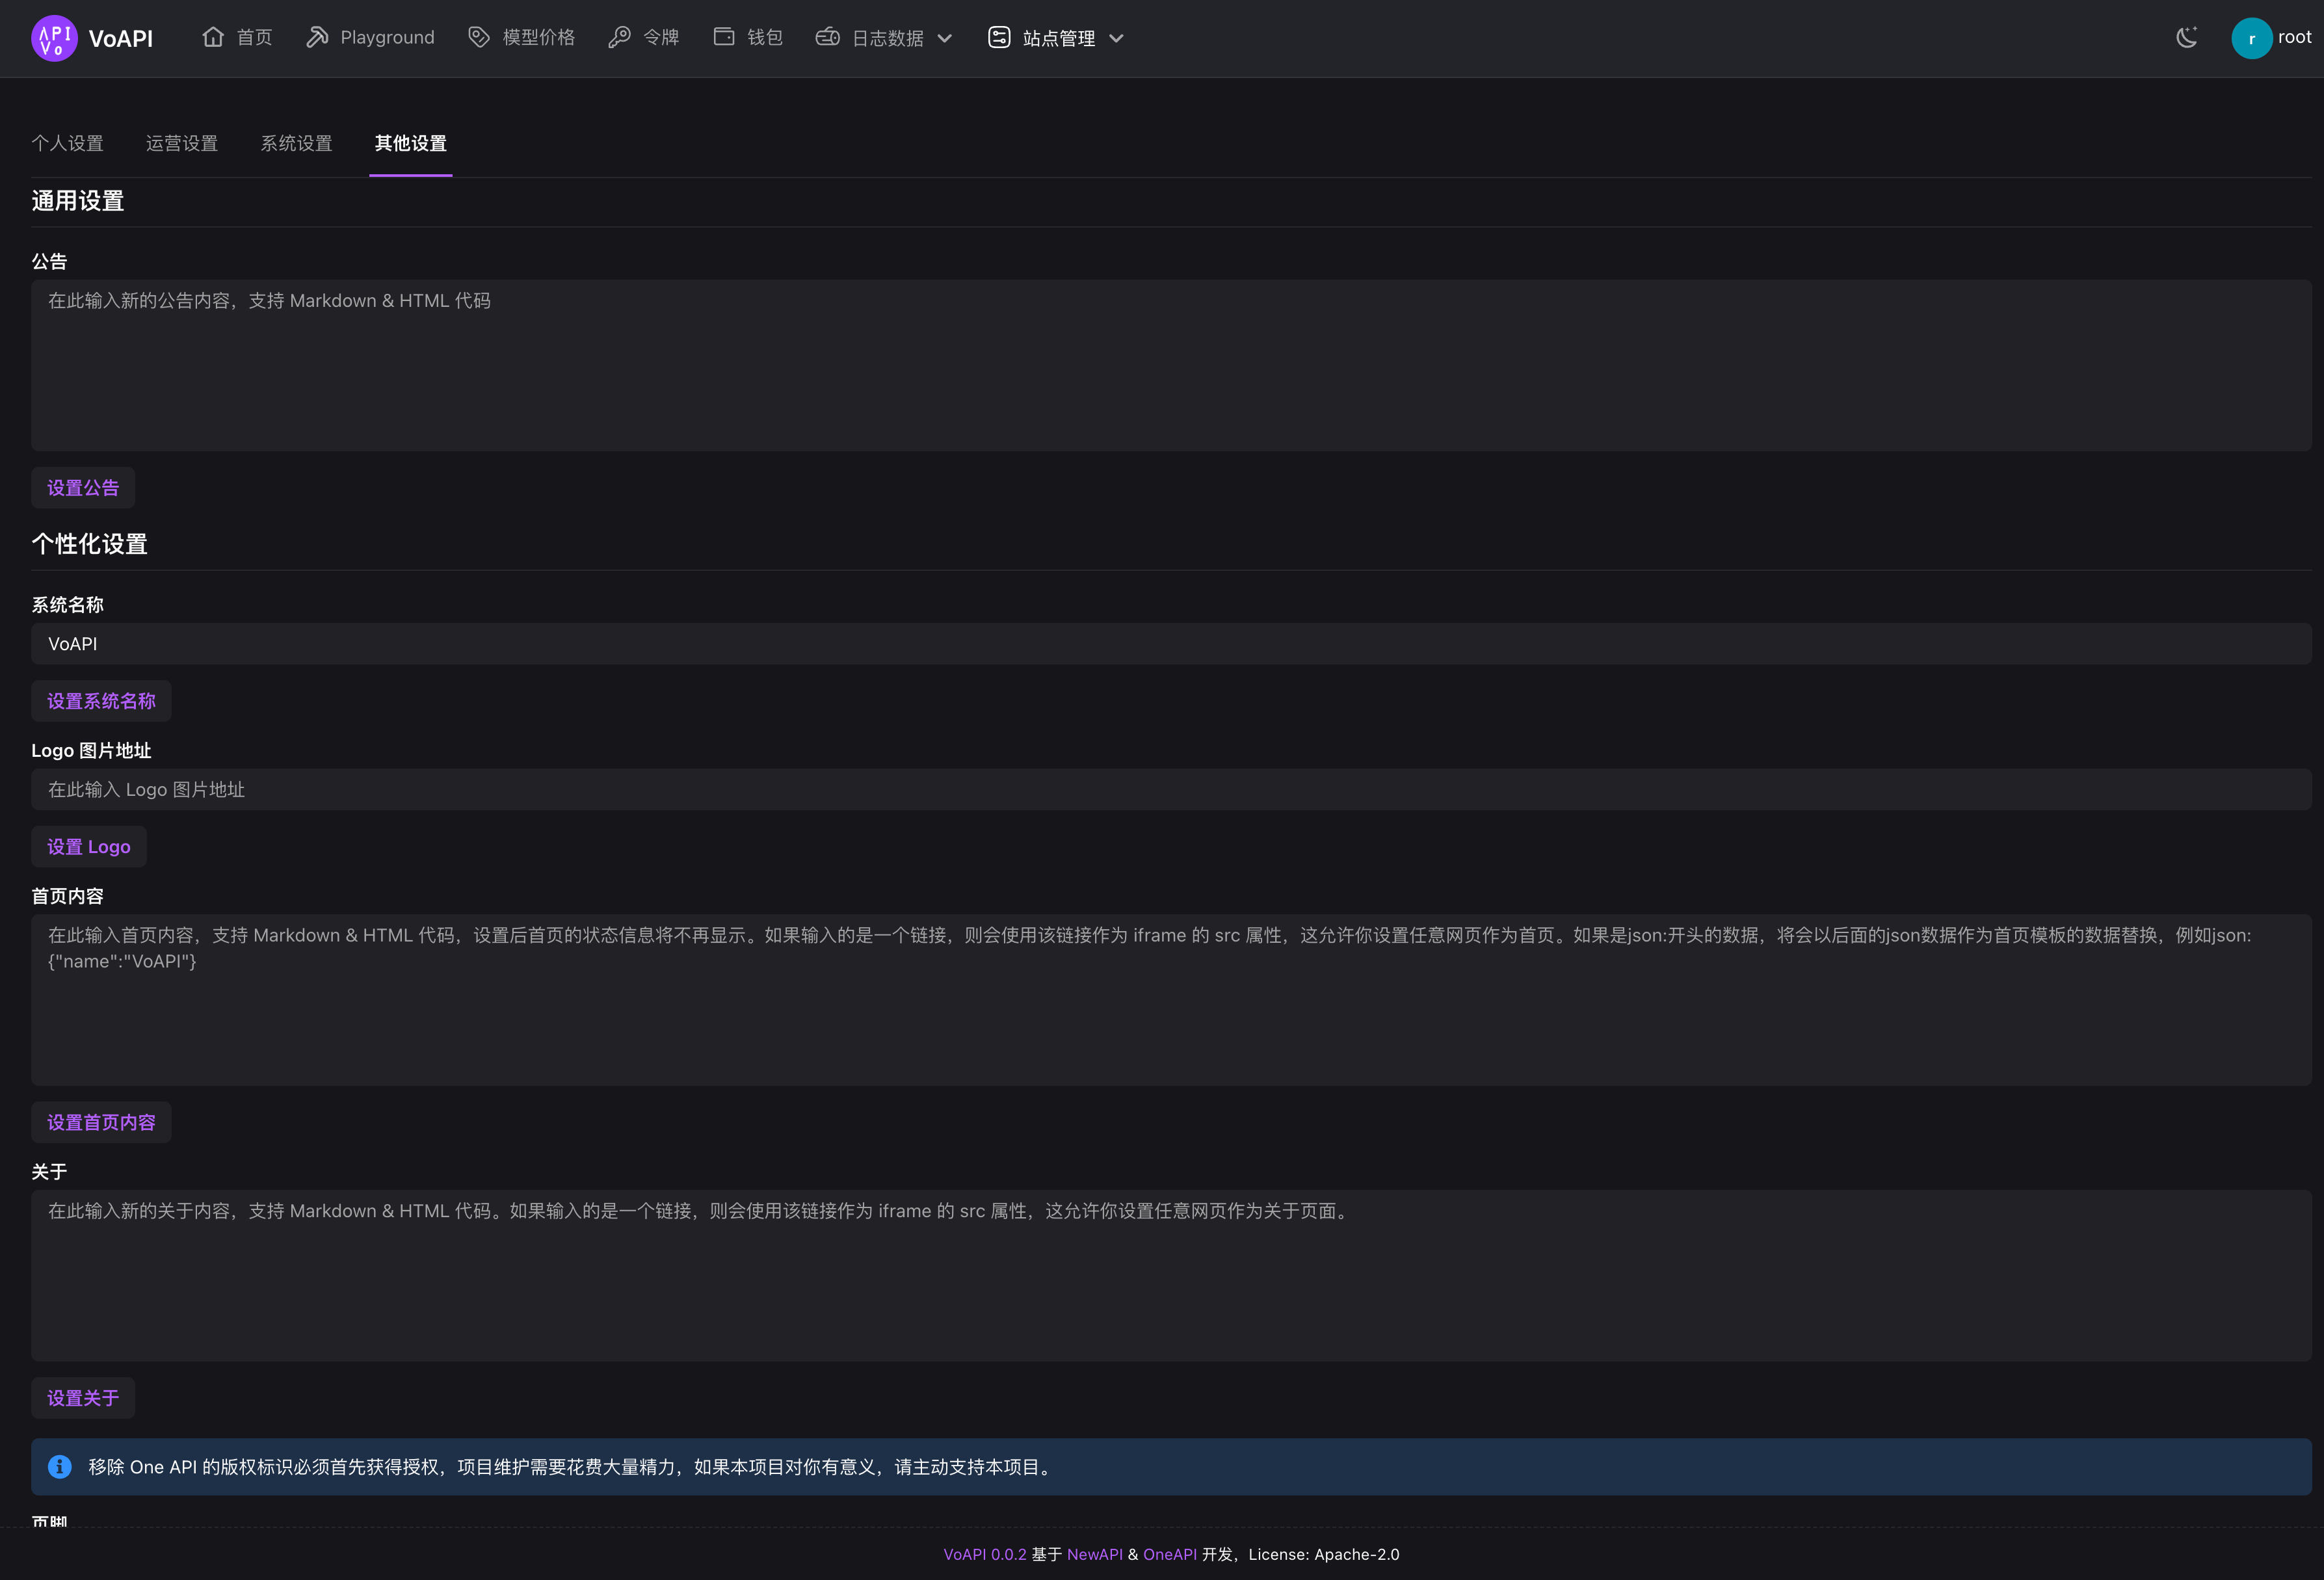 API
Vo
VoAPI
首页
Playground
模型价格
令牌
钱包
日志数据
站点管理
r
root
个人设置
运营设置
系统设置
其他设置
通用设置
公告
在此输入新的公告内容，支持 Markdown & HTML 代码
设置公告
个性化设置
系统名称
VoAPI
设置系统名称
Logo 图片地址
在此输入 Logo 图片地址
设置 Logo
首页内容
在此输入首页内容，支持 Markdown & HTML 代码，设置后首页的状态信息将不再显示。如果输入的是一个链接，则会使用该链接作为 iframe 的 src 属性，这允许你设置任意网页作为首页。如果是json:开头的数据，将会以后面的json数据作为首页模板的数据替换，例如json:
{"name":"VoAPI"}
设置首页内容
关于
在此输入新的关于内容，支持 Markdown & HTML 代码。如果输入的是一个链接，则会使用该链接作为 iframe 的 src 属性，这允许你设置任意网页作为关于页面。
设置关于
移除 One API 的版权标识必须首先获得授权，项目维护需要花费大量精力，如果本项目对你有意义，请主动支持本项目。
页脚
VoAPI 0.0.2 基于 NewAPI & OneAPI 开发，License: Apache-2.0